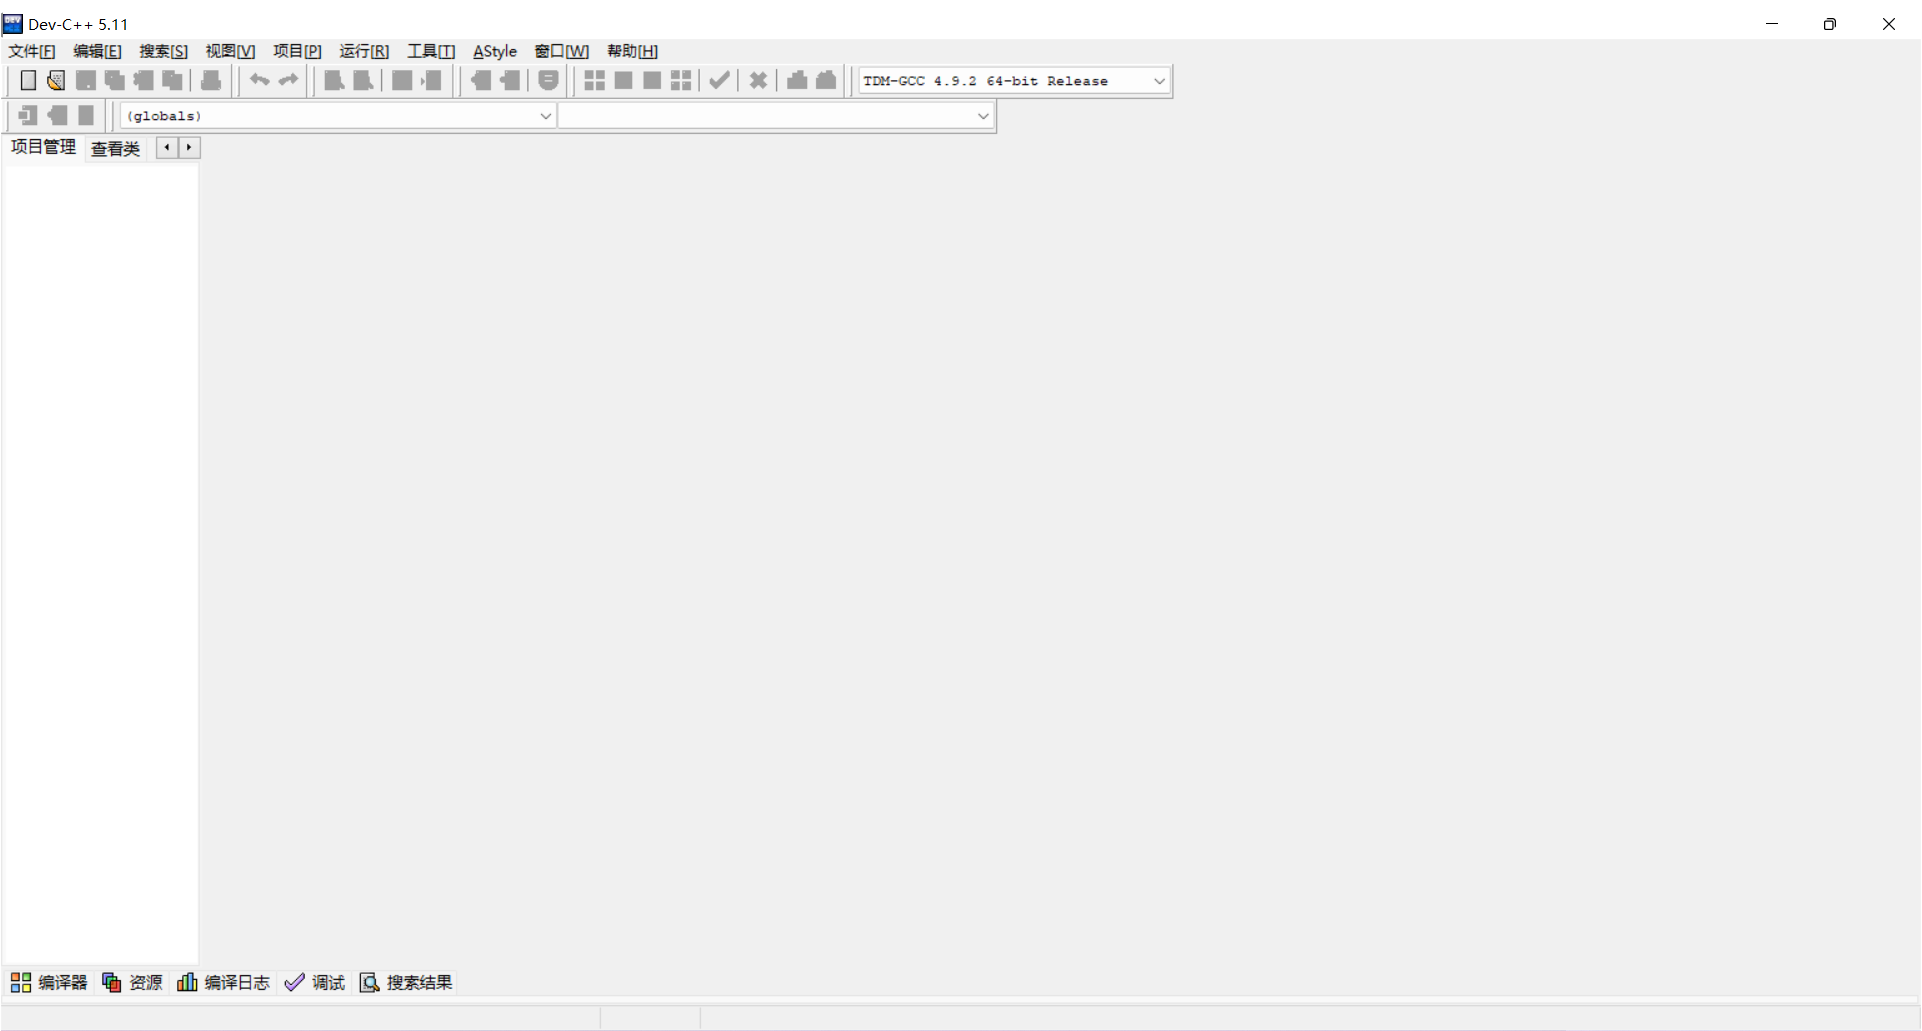 Dev-C++ 5.11
文件[F] 编辑[E] 搜索[S] 视图[V] 项目[P] 运行[R] 工具[T] AStyle 窗口[W] 帮助[H]
TDM-GCC 4.9.2 64-bit Release
(globals)
项目管理 查看类
编译器 资源 编译日志 调试 搜索结果